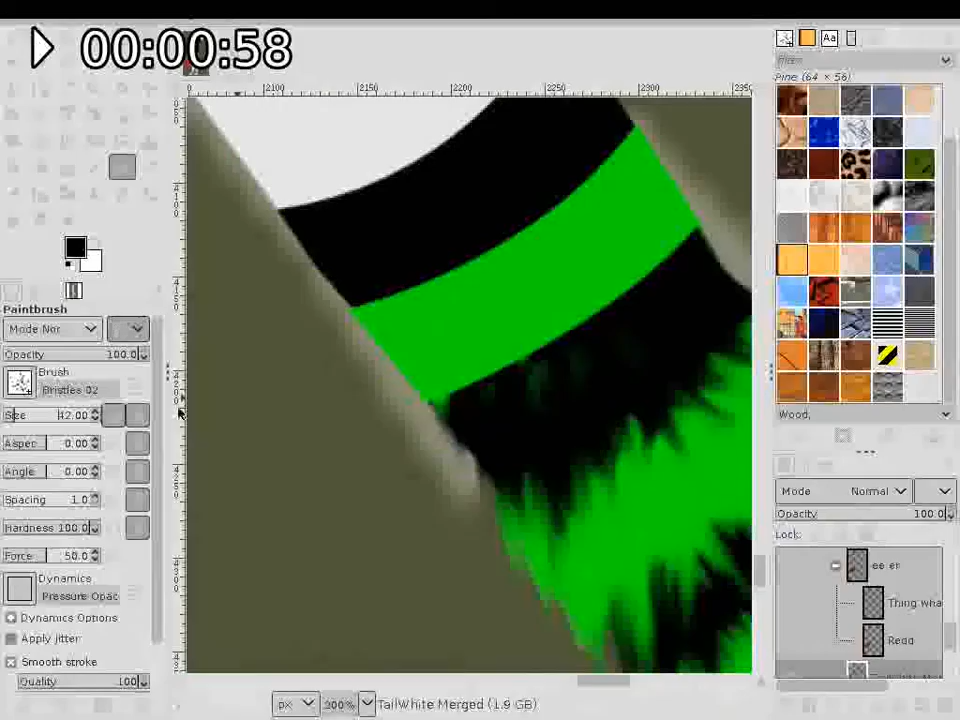 00:00:58
Pine (64 × 56)
2100 2150 2200 2250 2300 2350
Paintbrush
Mode Nor
Opacity 100.0
Brush
Bristles 02
Size 42.00
Aspec 0.00
Angle 0.00
Spacing 1.0
Hardness 100.0
Force 50.0
Dynamics
Pressure Opac
Dynamics Options
Apply jitter
Smooth stroke
Quality 100
Wood,
Mode Normal
Opacity 100.0
Lock:
Thing wha
Redd
px 200% TailWhite Merged (1.9 GB)